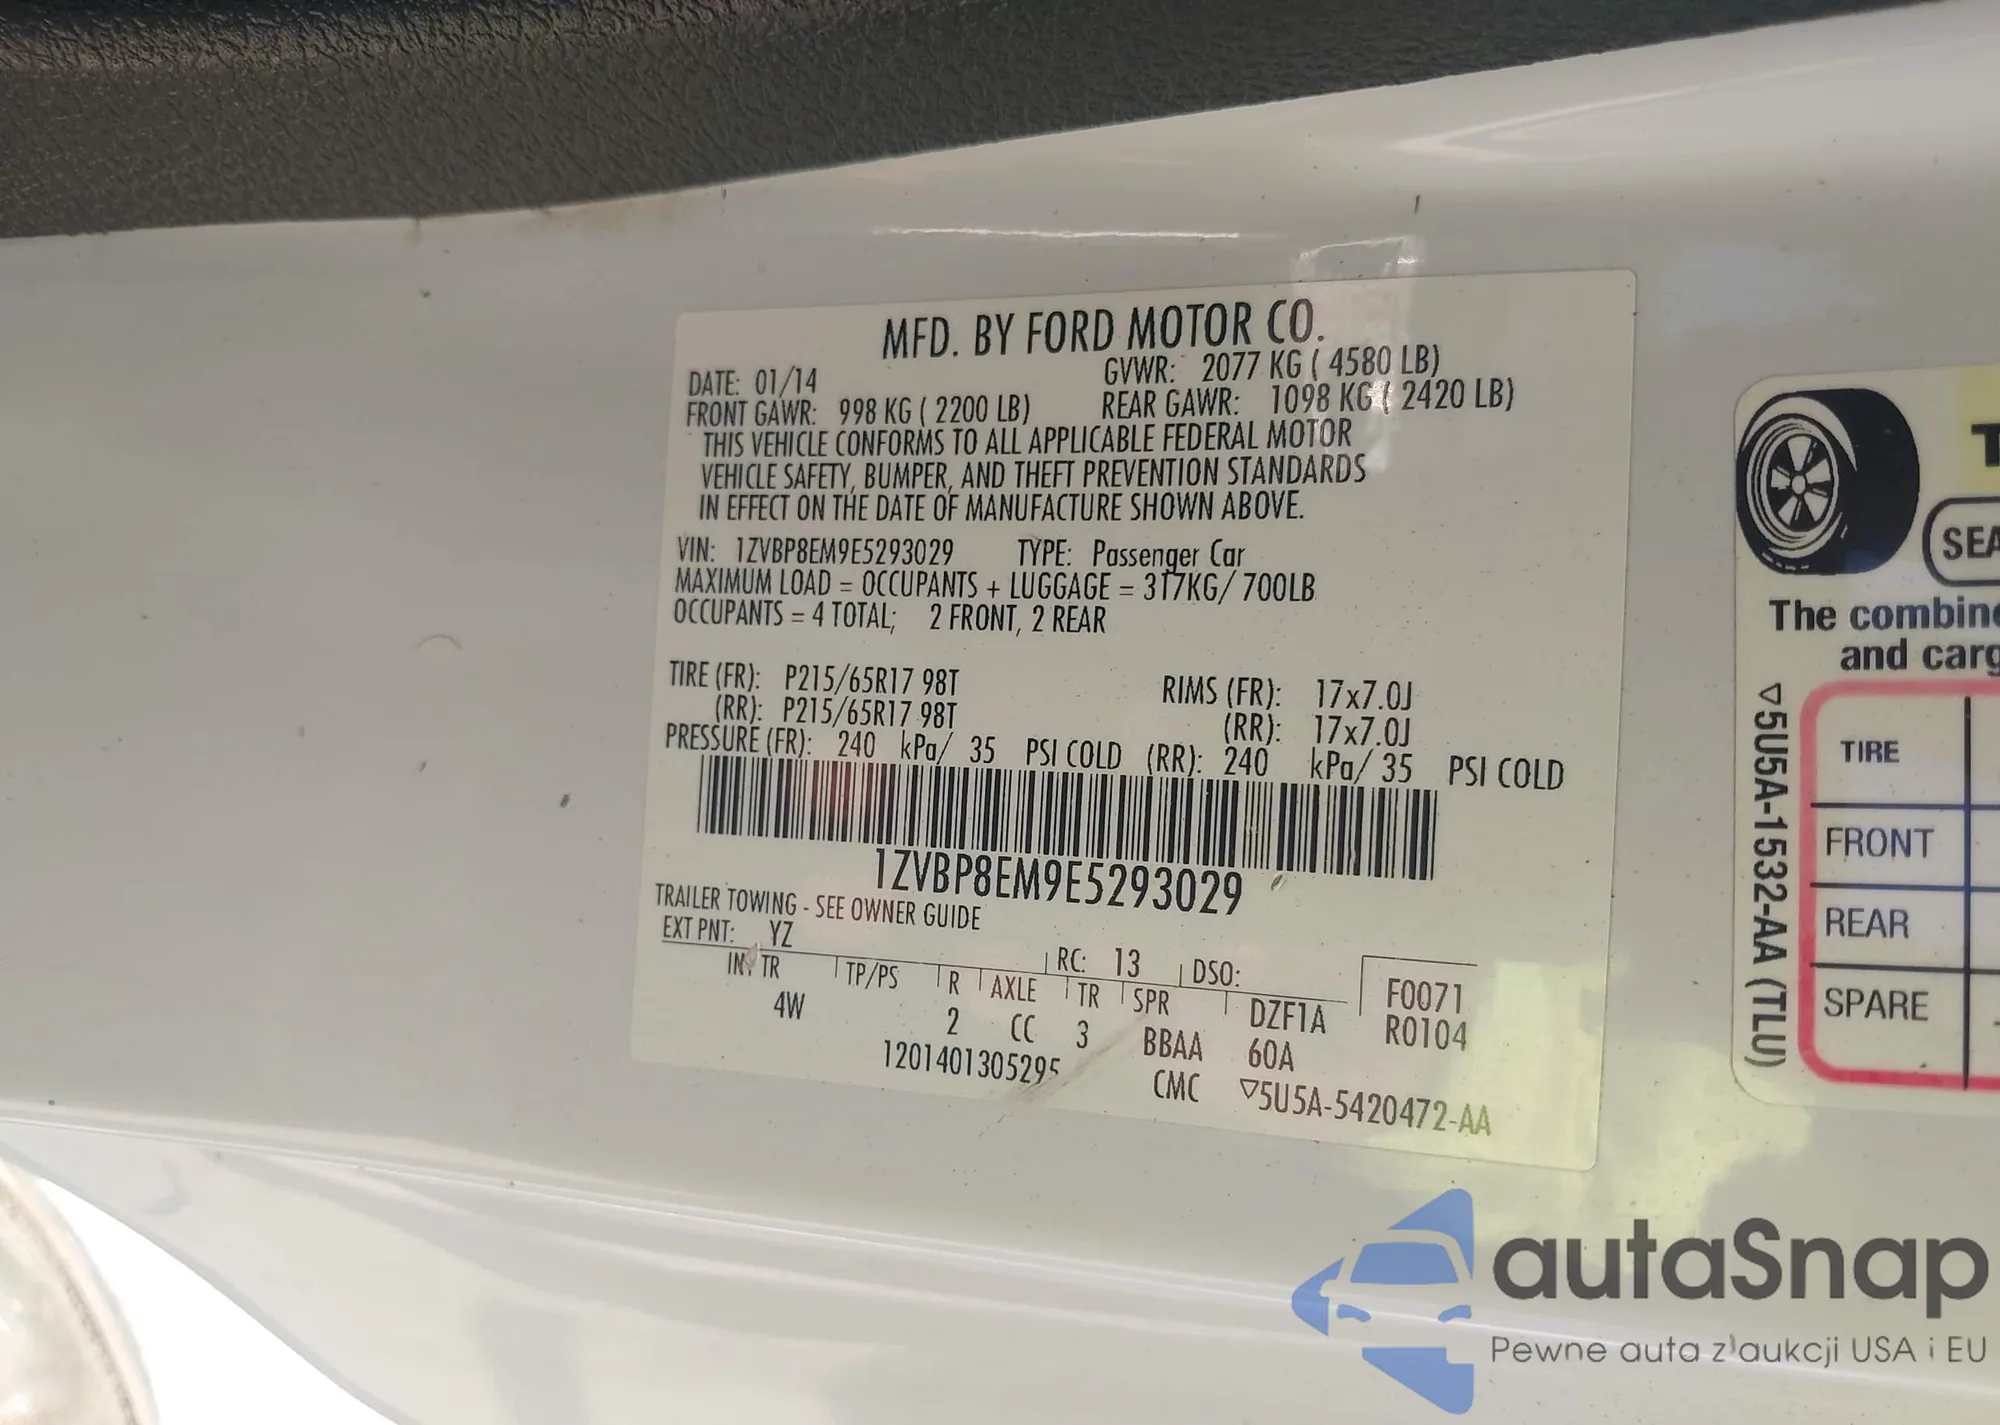 MFD. BY FORD MOTOR CO.
DATE: 01/14 GVWR: 2077 KG ( 4580 LB)
FRONT GAWR: 998 KG ( 2200 LB) REAR GAWR: 1098 KG ( 2420 LB)
THIS VEHICLE CONFORMS TO ALL APPLICABLE FEDERAL MOTOR
VEHICLE SAFETY, BUMPER, AND THEFT PREVENTION STANDARDS
IN EFFECT ON THE DATE OF MANUFACTURE SHOWN ABOVE.
VIN: 1ZVBP8EM9E5293029 TYPE: Passenger Car
MAXIMUM LOAD = OCCUPANTS + LUGGAGE = 317KG/ 700LB
OCCUPANTS = 4 TOTAL; 2 FRONT, 2 REAR
TIRE (FR): P215/65R17 98T RIMS (FR): 17x7.0J
(RR): P215/65R17 98T (RR): 17x7.0J
PRESSURE (FR): 240 kPa/ 35 PSI COLD (RR): 240 kPa/ 35 PSI COLD
1ZVBP8EM9E5293029
TRAILER TOWING - SEE OWNER GUIDE
EXT PNT: YZ RC: 13 DSO: F0071
INT TR TP/PS R AXLE TR SPR DZF1A R0104
4W 2 CC 3 BBAA 60A
1201401305295 CMC ▽5U5A-5420472-AA
SEA
The combine
and carg
TIRE
FRONT
REAR
SPARE
▽5U5A-1532-AA (TLU)
autaSnap
Pewne auta z aukcji USA i EU